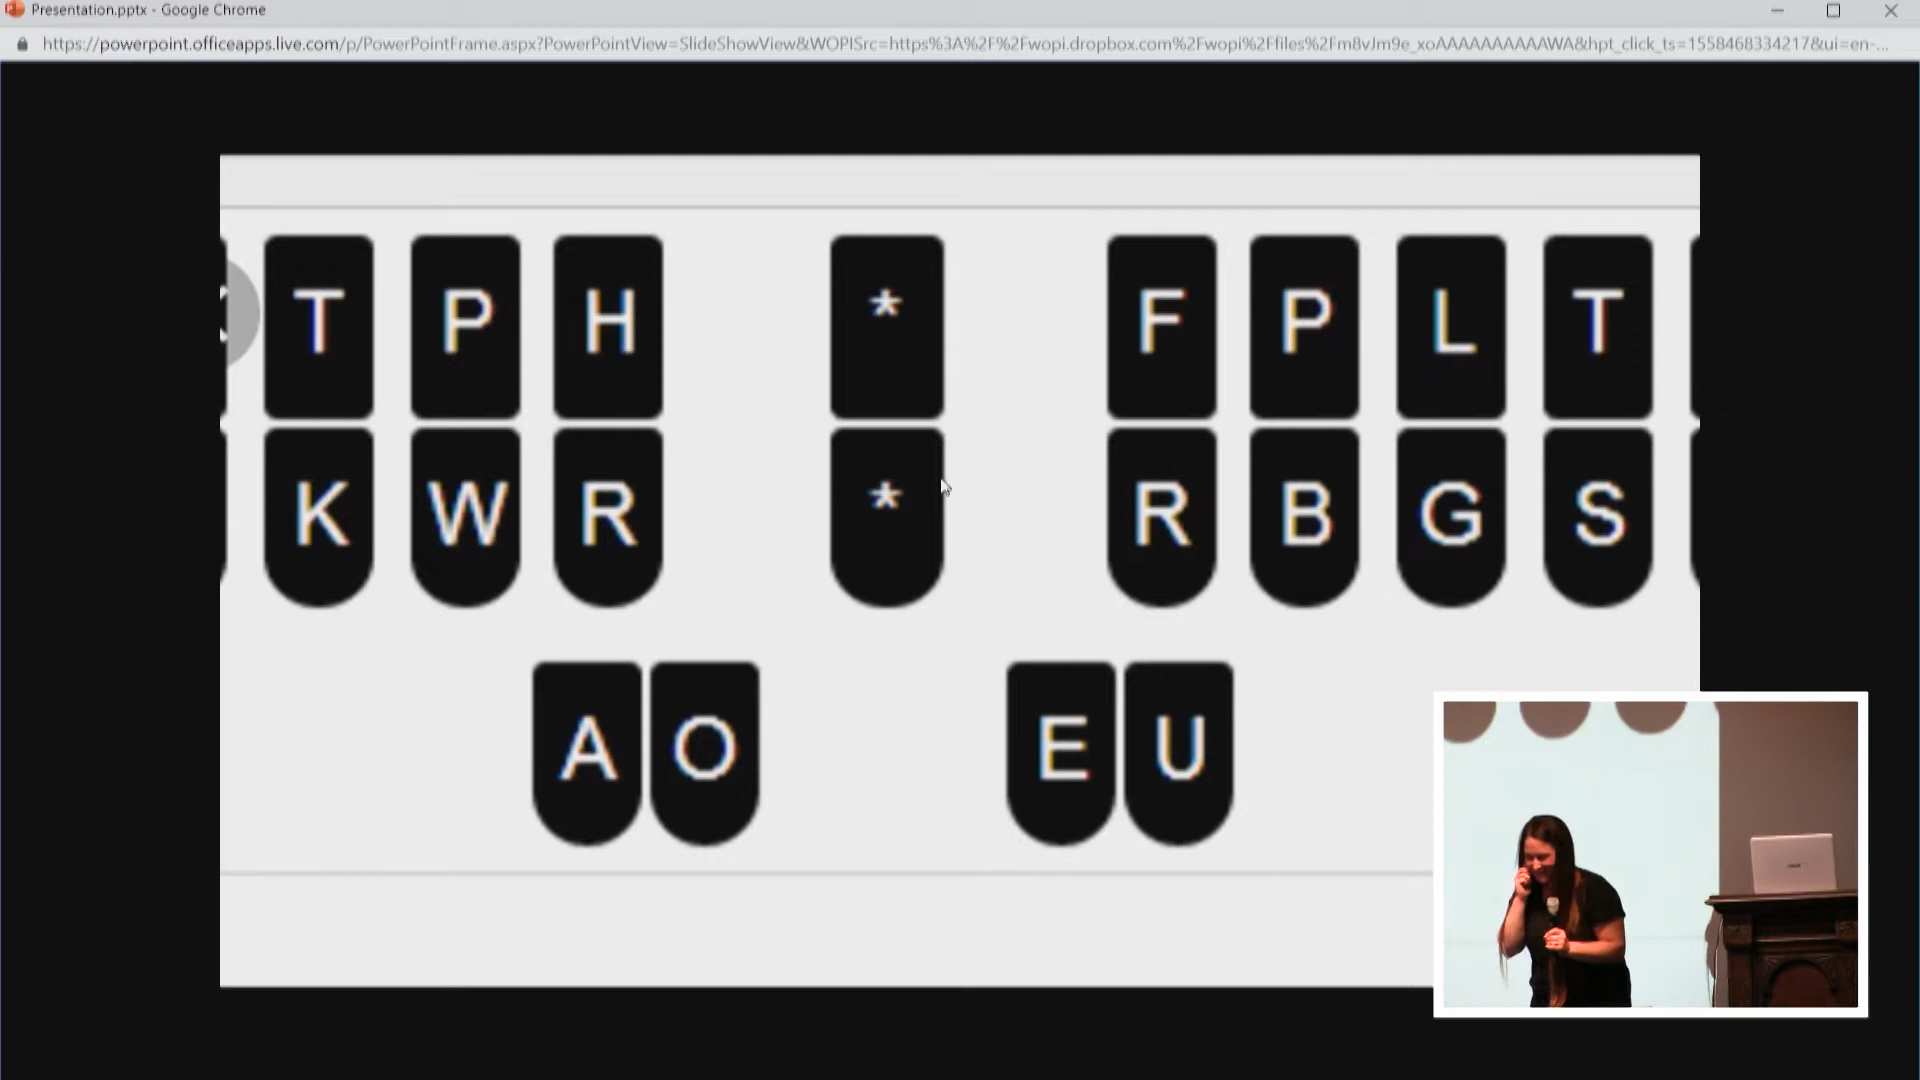 Presentation.pptx - Google Chrome
https://powerpoint.officeapps.live.com/p/PowerPointFrame.aspx?PowerPointView=SlideShowView&WOPISrc=https%3A%2F%2Fwopi.dropbox.com%2Fwopi%2Ffiles%2Fm8vJm9e_xoAAAAAAAAAAWA&hpt_click_ts=1558468334217&ui=en-...
T P H * F P L T
K W R * R B G S
A O E U